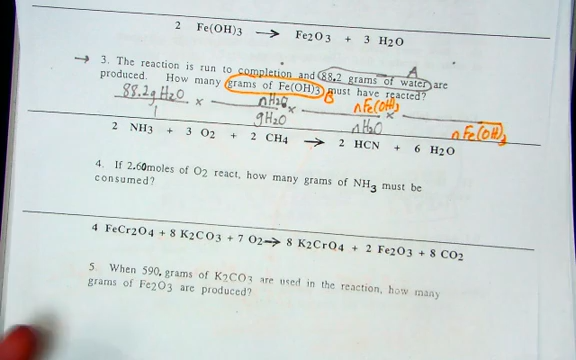 2 Fe(OH)3 → Fe2O3 + 3 H2O
→ 3. The reaction is run to completion and 88.2 grams of water are
A
produced. How many grams of Fe(OH)3 must have reacted?
B
88.2g H2O × nH2O × nFe(OH)3 ×
1 gH2O nH2O nFe(OH)3
2 NH3 + 3 O2 + 2 CH4 → 2 HCN + 6 H2O
4. If 2.60moles of O2 react, how many grams of NH3 must be
consumed?
4 FeCr2O4 + 8 K2CO3 + 7 O2→ 8 K2CrO4 + 2 Fe2O3 + 8 CO2
5. When 590. grams of K2CO3 are used in the reaction, how many
grams of Fe2O3 are produced?